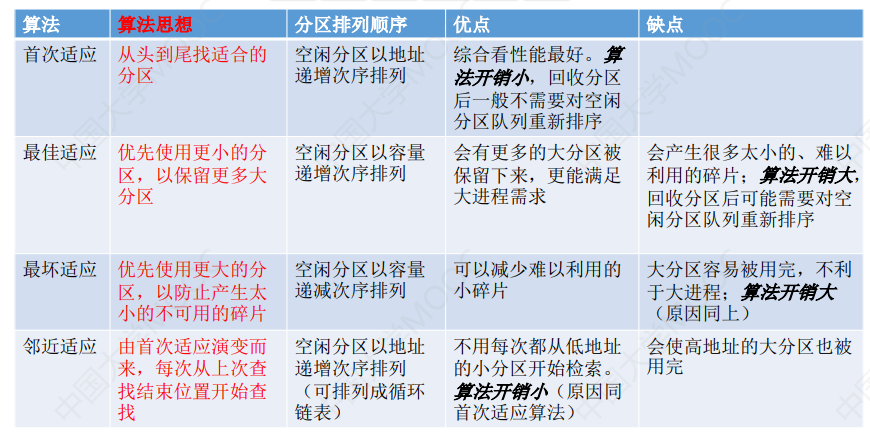 算法 算法思想 分区排列顺序 优点 缺点
首次适应 从头到尾找适合的 空闲分区以地址 综合看性能最好。算
分区 递增次序排列 法开销小，回收分区
后一般不需要对空闲
分区队列重新排序
最佳适应 优先使用更小的分 空闲分区以容量 会有更多的大分区被 会产生很多太小的、难以
区，以保留更多大 递增次序排列 保留下来，更能满足 利用的碎片；算法开销大，
分区 大进程需求 回收分区后可能需要对空
闲分区队列重新排序
最坏适应 优先使用更大的分 空闲分区以容量 可以减少难以利用的 大分区容易被用完，不利
区，以防止产生太 递减次序排列 小碎片 于大进程；算法开销大
小的不可用的碎片 （原因同上）
邻近适应 由首次适应演变而 空闲分区以地址 不用每次都从低地址 会使高地址的大分区也被
来，每次从上次查 递增次序排列 的小分区开始检索。 用完
找结束位置开始查 （可排列成循环 算法开销小（原因同
找 链表） 首次适应算法）
中国大学MOOC